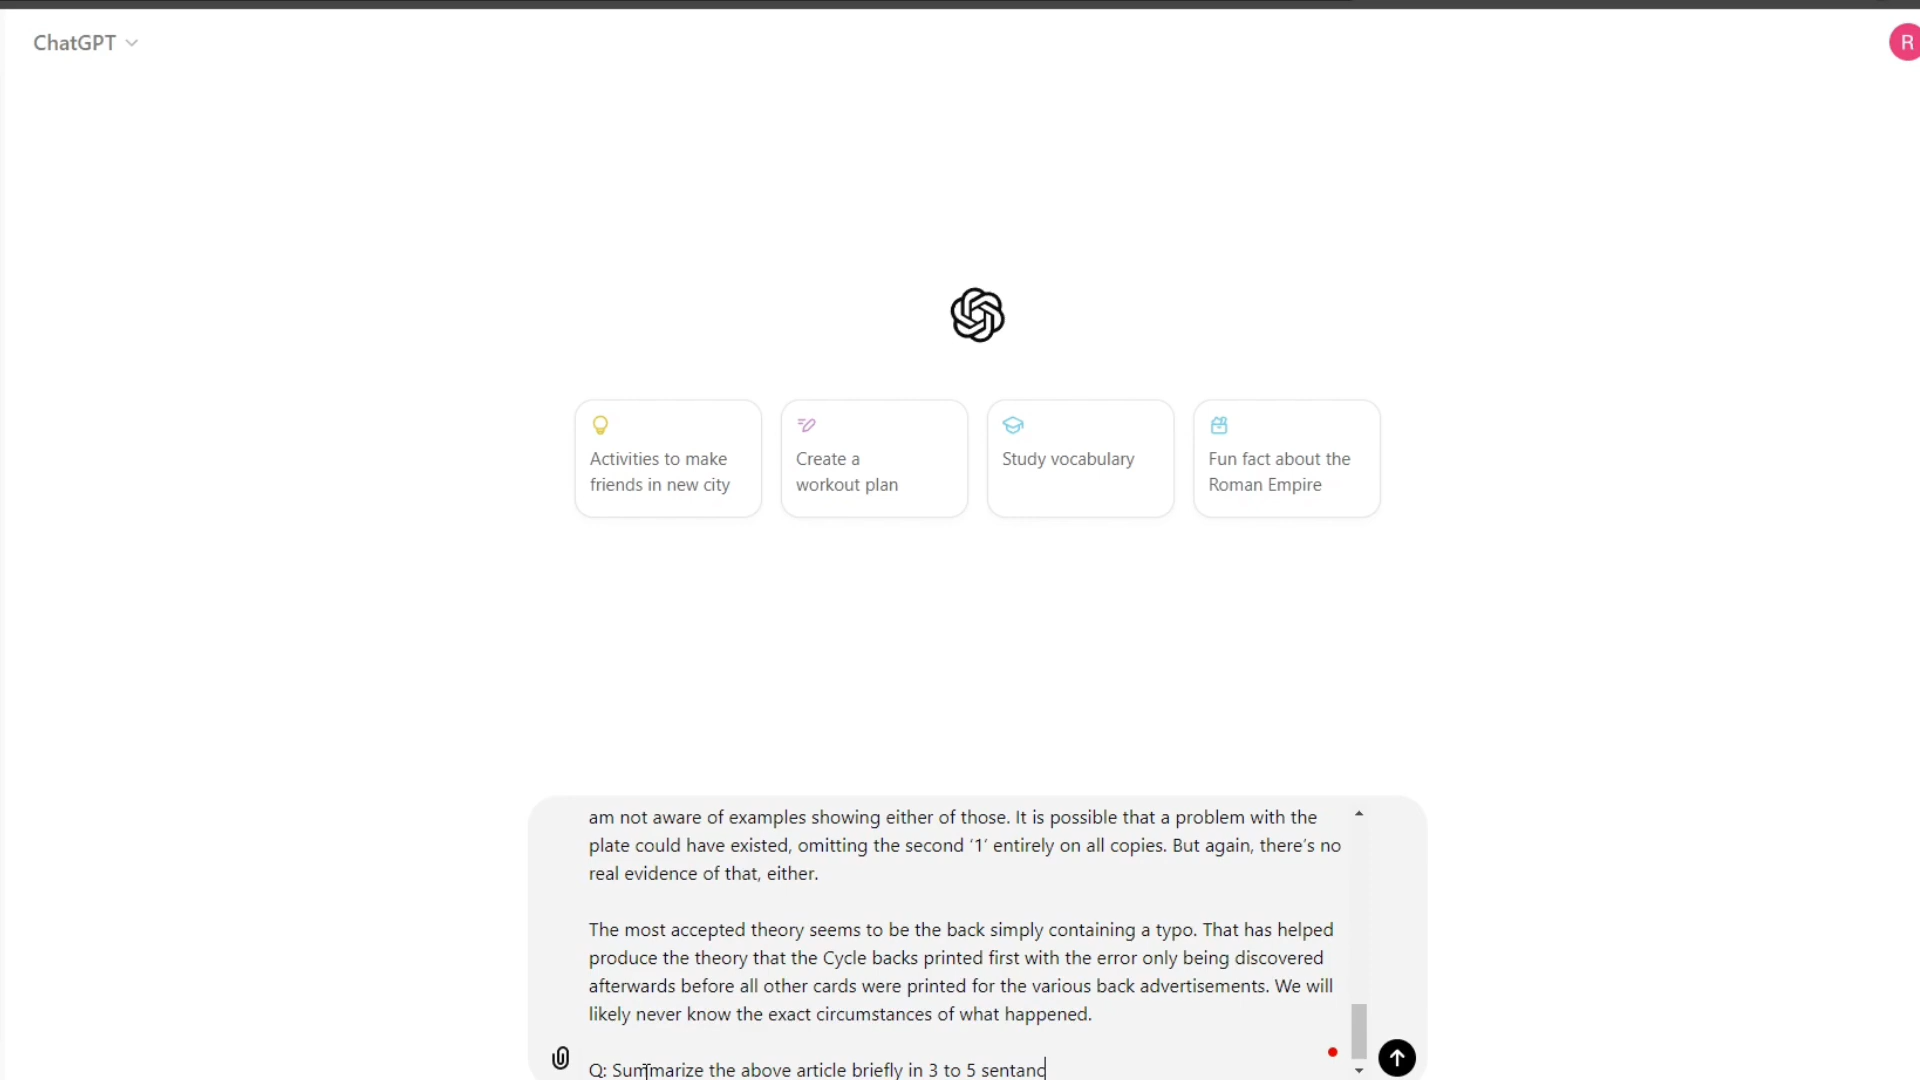 ChatGPT
R
Activities to make
friends in new city
Create a
workout plan
Study vocabulary
Fun fact about the
Roman Empire
am not aware of examples showing either of those. It is possible that a problem with the
plate could have existed, omitting the second ‘1’ entirely on all copies. But again, there’s no
real evidence of that, either.
The most accepted theory seems to be the back simply containing a typo. That has helped
produce the theory that the Cycle backs printed first with the error only being discovered
afterwards before all other cards were printed for the various back advertisements. We will
likely never know the exact circumstances of what happened.
Q: Summarize the above article briefly in 3 to 5 sentanc